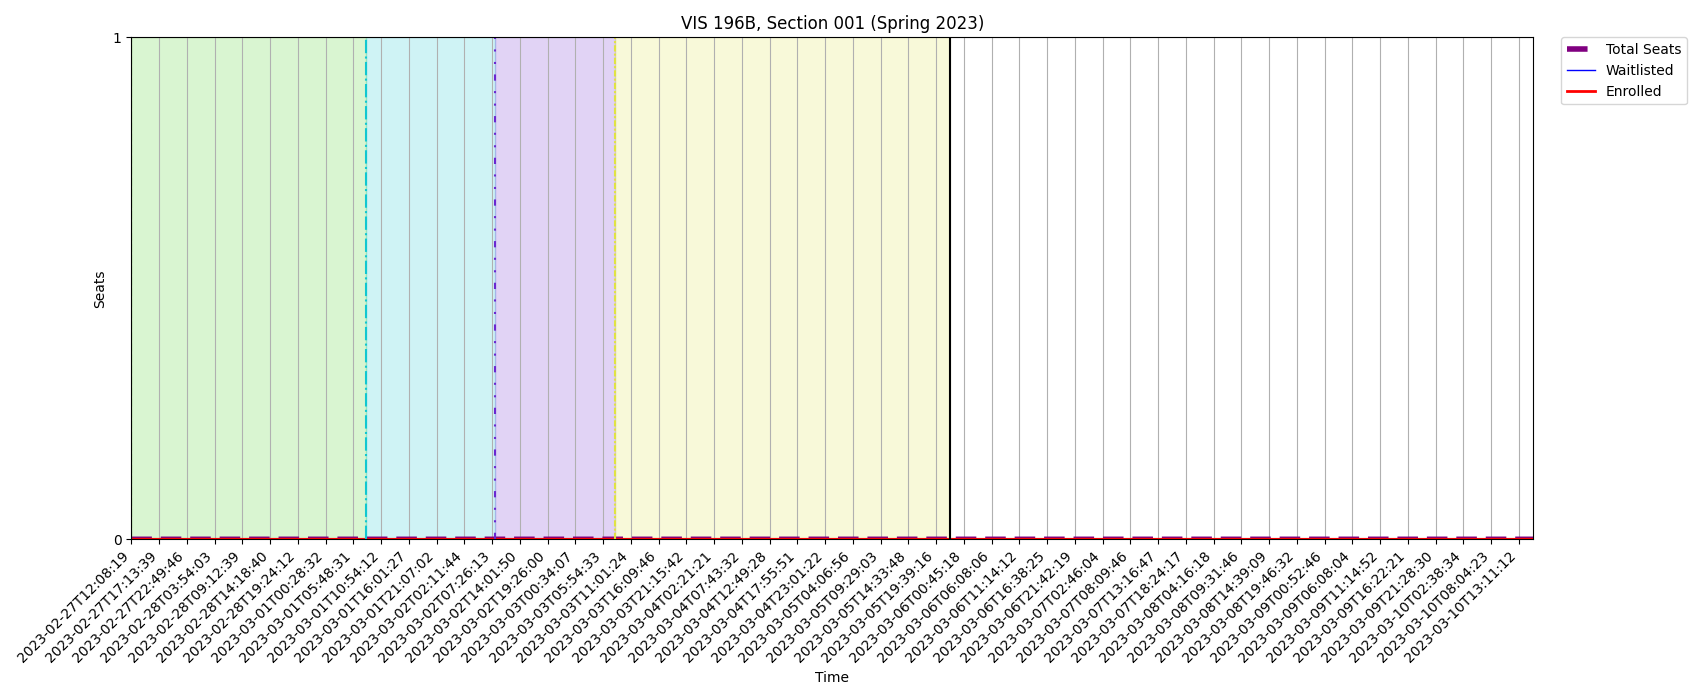 VIS 196B, Section 001 (Spring 2023)
Total Seats
Waitlisted
Enrolled
1
0
Seats
2023-02-27T12:08:19
2023-02-27T17:13:39
2023-02-27T22:49:46
2023-02-28T03:54:03
2023-02-28T09:12:39
2023-02-28T14:18:40
2023-02-28T19:24:12
2023-03-01T00:28:32
2023-03-01T05:48:31
2023-03-01T10:54:12
2023-03-01T16:01:27
2023-03-01T21:07:02
2023-03-02T02:11:44
2023-03-02T07:26:13
2023-03-02T14:01:50
2023-03-02T19:26:00
2023-03-03T00:34:07
2023-03-03T05:54:33
2023-03-03T11:01:24
2023-03-03T16:09:46
2023-03-03T21:15:42
2023-03-04T02:21:21
2023-03-04T07:43:32
2023-03-04T12:49:28
2023-03-04T17:55:51
2023-03-04T23:01:22
2023-03-05T04:06:56
2023-03-05T09:29:03
2023-03-05T14:33:48
2023-03-05T19:39:16
2023-03-06T00:45:18
2023-03-06T06:08:06
2023-03-06T11:14:12
2023-03-06T16:38:25
2023-03-06T21:42:19
2023-03-07T02:46:04
2023-03-07T08:09:46
2023-03-07T13:16:47
2023-03-07T18:24:17
2023-03-08T04:16:18
2023-03-08T09:31:46
2023-03-08T14:39:09
2023-03-08T19:46:32
2023-03-09T00:52:46
2023-03-09T06:08:04
2023-03-09T11:14:52
2023-03-09T16:22:21
2023-03-09T21:28:30
2023-03-10T02:38:34
2023-03-10T08:04:23
2023-03-10T13:11:12
Time